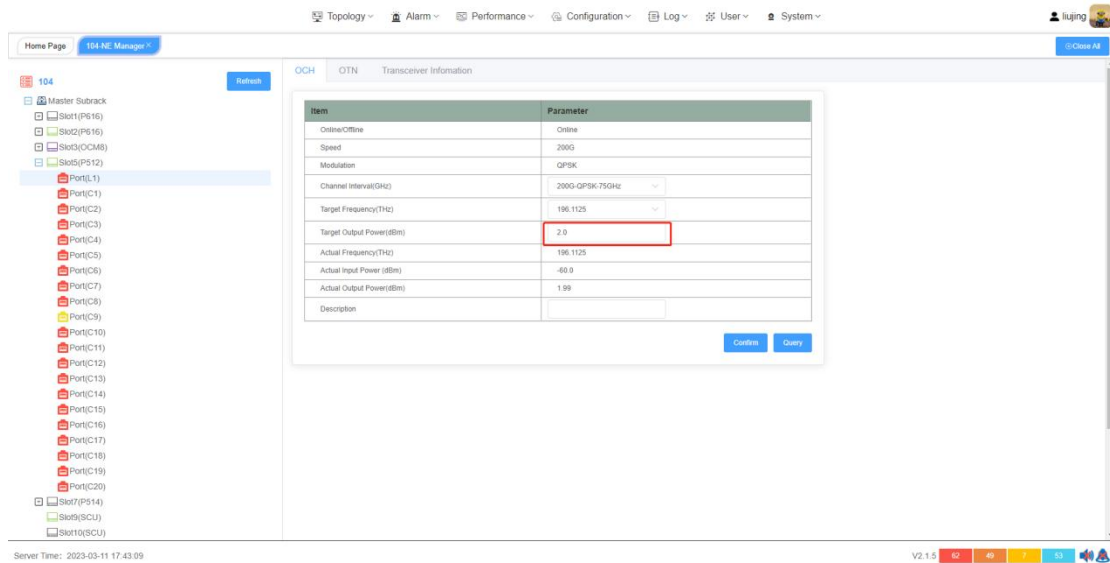 Topology Alarm Performance Configuration Log User System liujing
Home Page 104-NE Manager × Close All
104 Refresh
Master Subrack
Slot1(P616)
Slot2(P616)
Slot3(OCM8)
Slot5(P512)
Port(L1)
Port(C1)
Port(C2)
Port(C3)
Port(C4)
Port(C5)
Port(C6)
Port(C7)
Port(C8)
Port(C9)
Port(C10)
Port(C11)
Port(C12)
Port(C13)
Port(C14)
Port(C15)
Port(C16)
Port(C17)
Port(C18)
Port(C19)
Port(C20)
Slot7(P514)
Slot9(SCU)
Slot10(SCU)
OCH OTN Transceiver Infomation
Item Parameter
Online/Offline Online
Speed 200G
Modulation QPSK
Channel Interval(GHz) 200G-QPSK-75GHz
Target Frequency(THz) 196.1125
Target Output Power(dBm) 2.0
Actual Frequency(THz) 196.1125
Actual Input Power (dBm) -60.0
Actual Output Power(dBm) 1.99
Description
Confirm Query
Server Time: 2023-03-11 17:43:09 V2.1.5 62 49 7 53